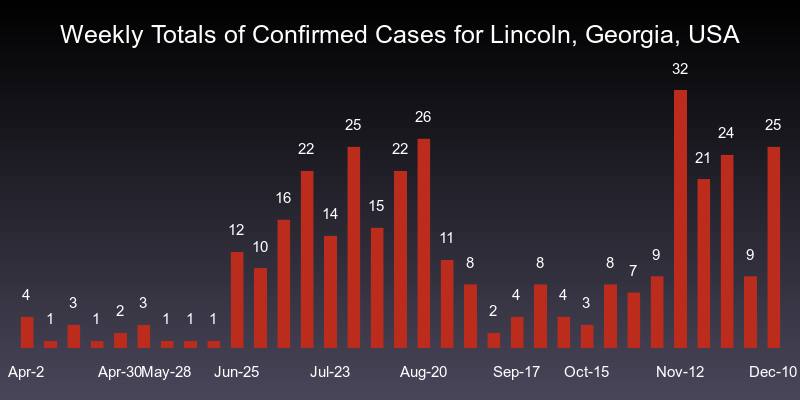 Weekly Totals of Confirmed Cases for Lincoln, Georgia, USA
4 1 3 1 2 3 1 1 1 12 10 16 22 14 25 15 22 26 11 8 2 4 8 4 3 8 7 9 32 21 24 9 25
Apr-2 Apr-30 May-28 Jun-25 Jul-23 Aug-20 Sep-17 Oct-15 Nov-12 Dec-10